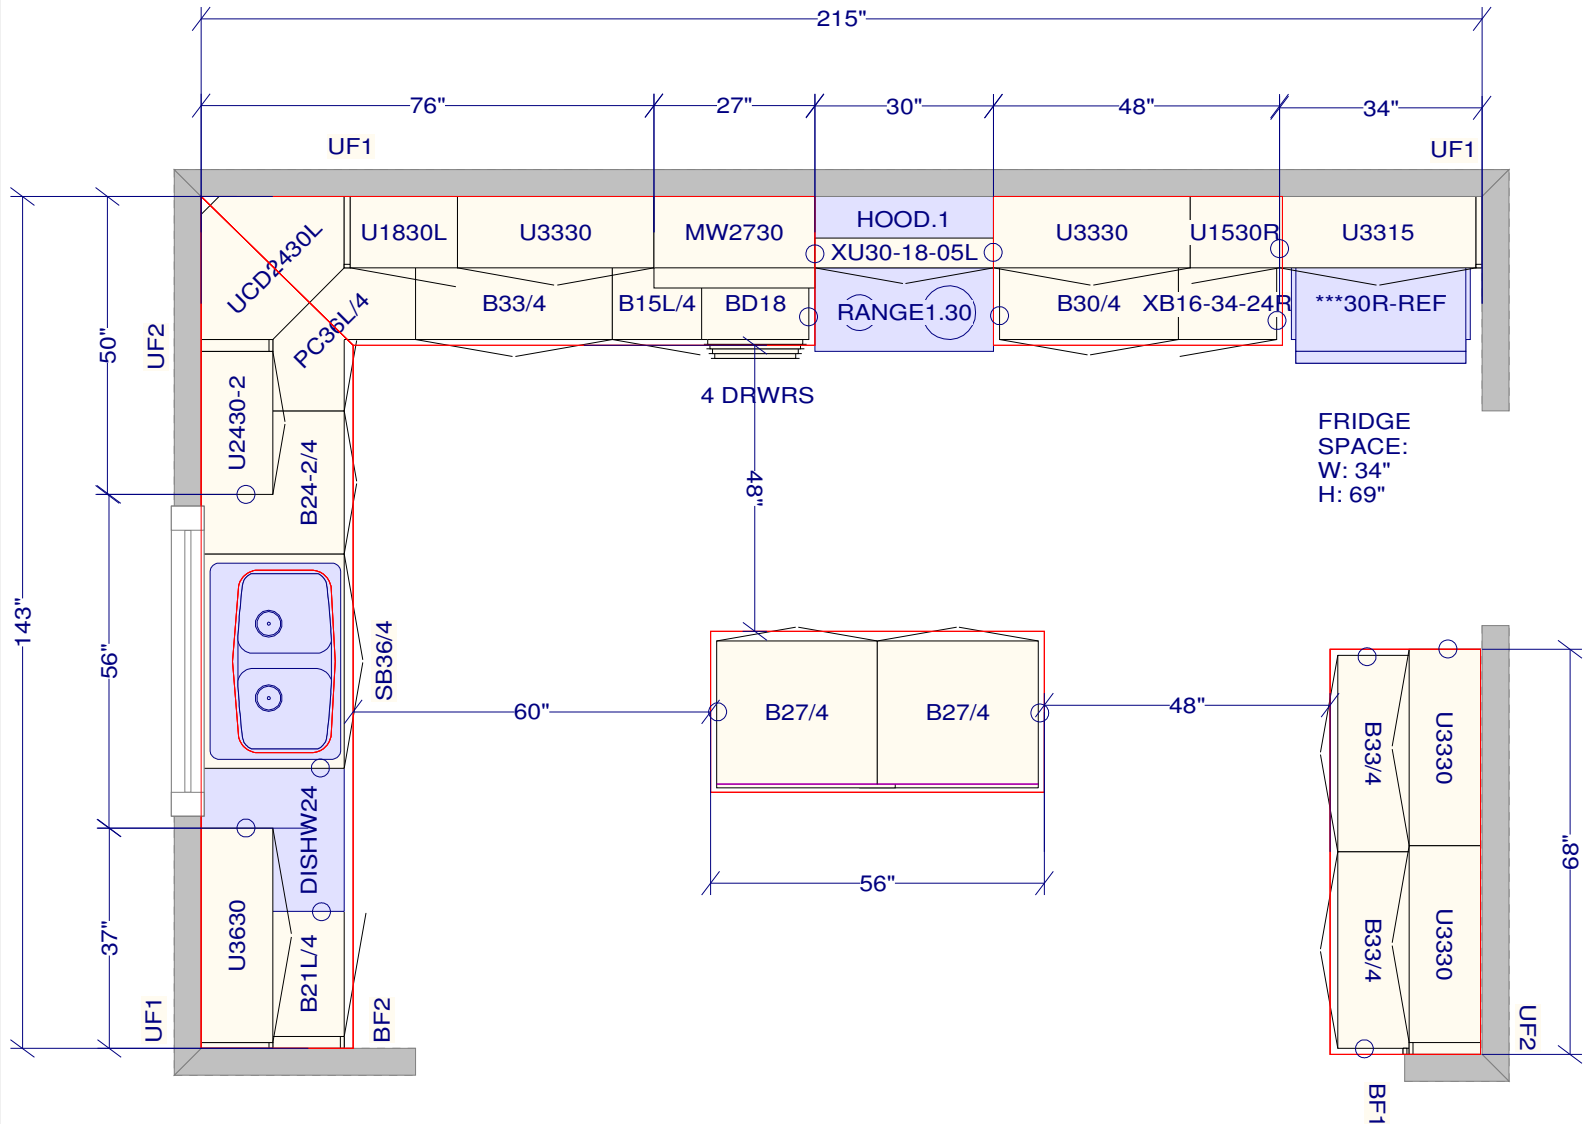 215"
76"
27"
30"
48"
34"
UF1
UF1
U1830L
U3330
MW2730
HOOD.1
XU30-18-05L
U3330
U1530R
U3315
UCD2430L
PC36L/4
B33/4
B15L/4
BD18
RANGE1.30
B30/4
XB16-34-24R
***30R-REF
4 DRWRS
FRIDGE
SPACE:
W: 34"
H: 69"
143"
50"
UF2
U2430-2
B24-2/4
48"
56"
SB36/4
60"
B27/4
B27/4
48"
B33/4
U3330
56"
DISHW24
37"
U3630
B21L/4
UF1
BF2
B33/4
U3330
68"
UF2
BF1